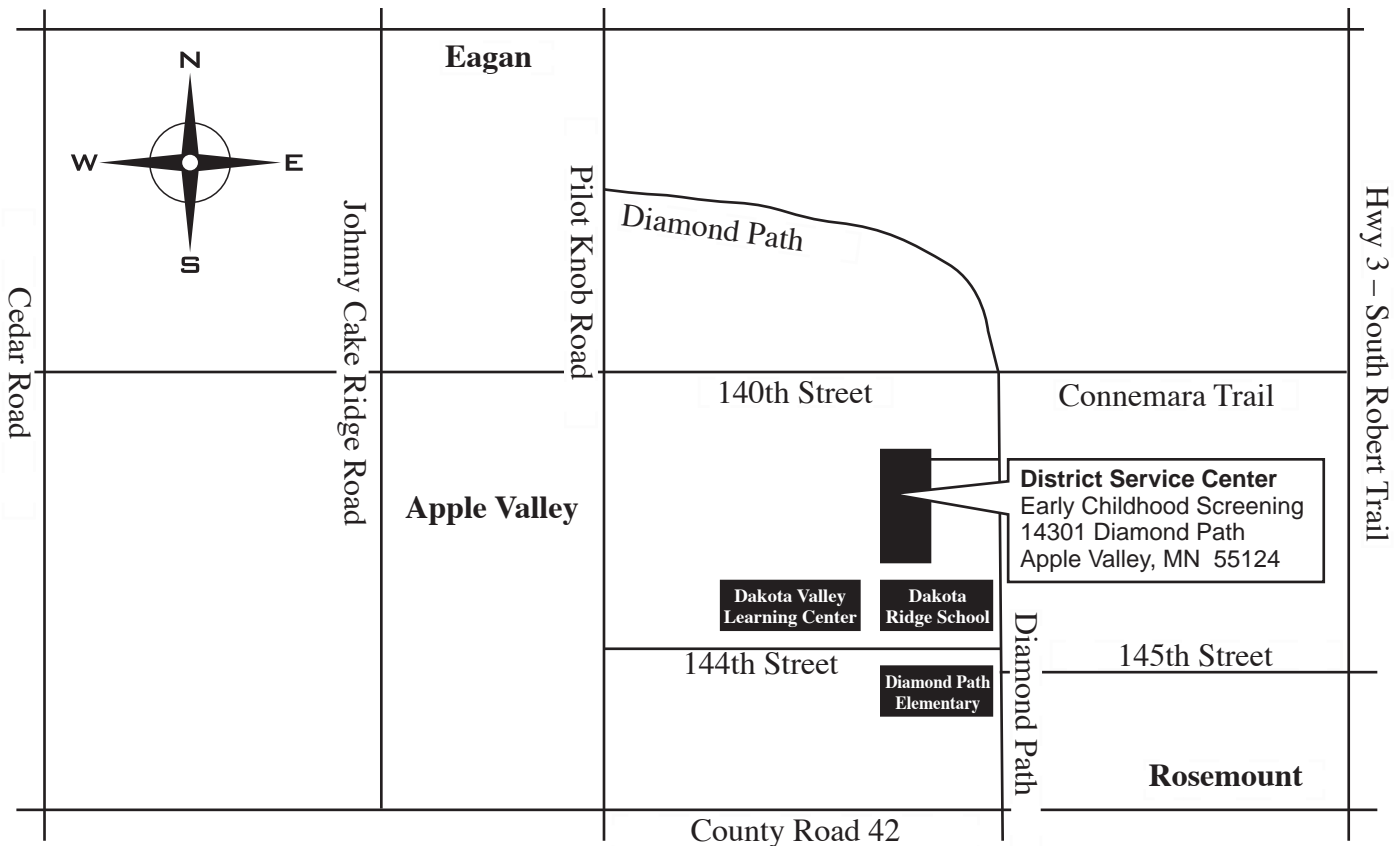 Eagan
N
W
E
S
Cedar Road
Johnny Cake Ridge Road
Pilot Knob Road
Diamond Path
Hwy 3 – South Robert Trail
140th Street
Connemara Trail
Apple Valley
District Service Center
Early Childhood Screening
14301 Diamond Path
Apple Valley, MN 55124
Dakota Valley
Learning Center
Dakota
Ridge School
144th Street
Diamond Path
Elementary
Diamond Path
145th Street
Rosemount
County Road 42